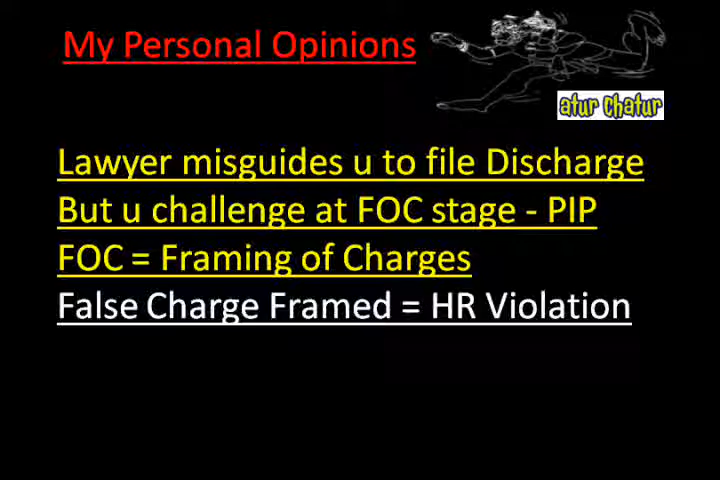 My Personal Opinions
atur chatur
Lawyer misguides u to file Discharge
But u challenge at FOC stage - PIP
FOC = Framing of Charges
False Charge Framed = HR Violation